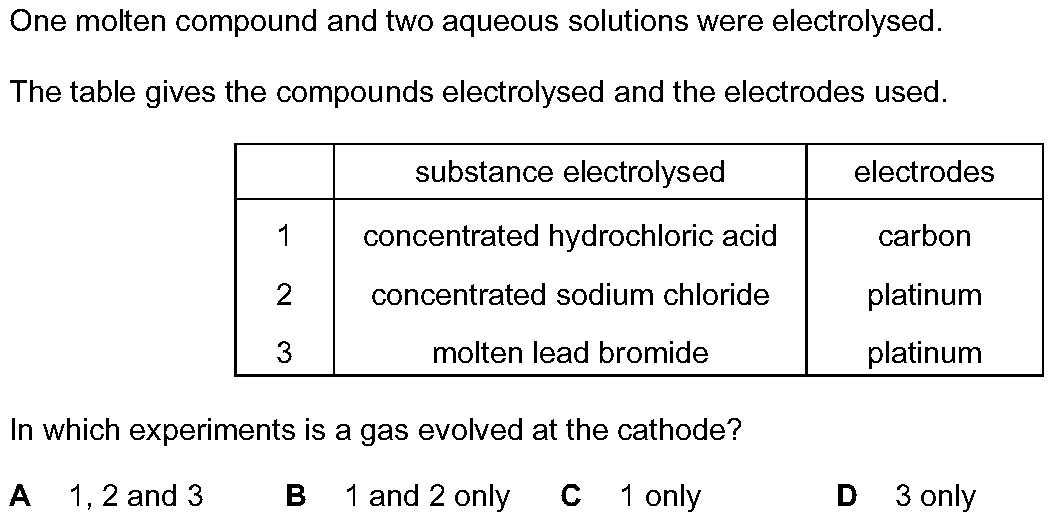 One molten compound and two aqueous solutions were electrolysed.
The table gives the compounds electrolysed and the electrodes used.
substance electrolysed electrodes
1 concentrated hydrochloric acid carbon
2 concentrated sodium chloride platinum
3 molten lead bromide platinum
In which experiments is a gas evolved at the cathode?
A 1, 2 and 3 B 1 and 2 only C 1 only D 3 only